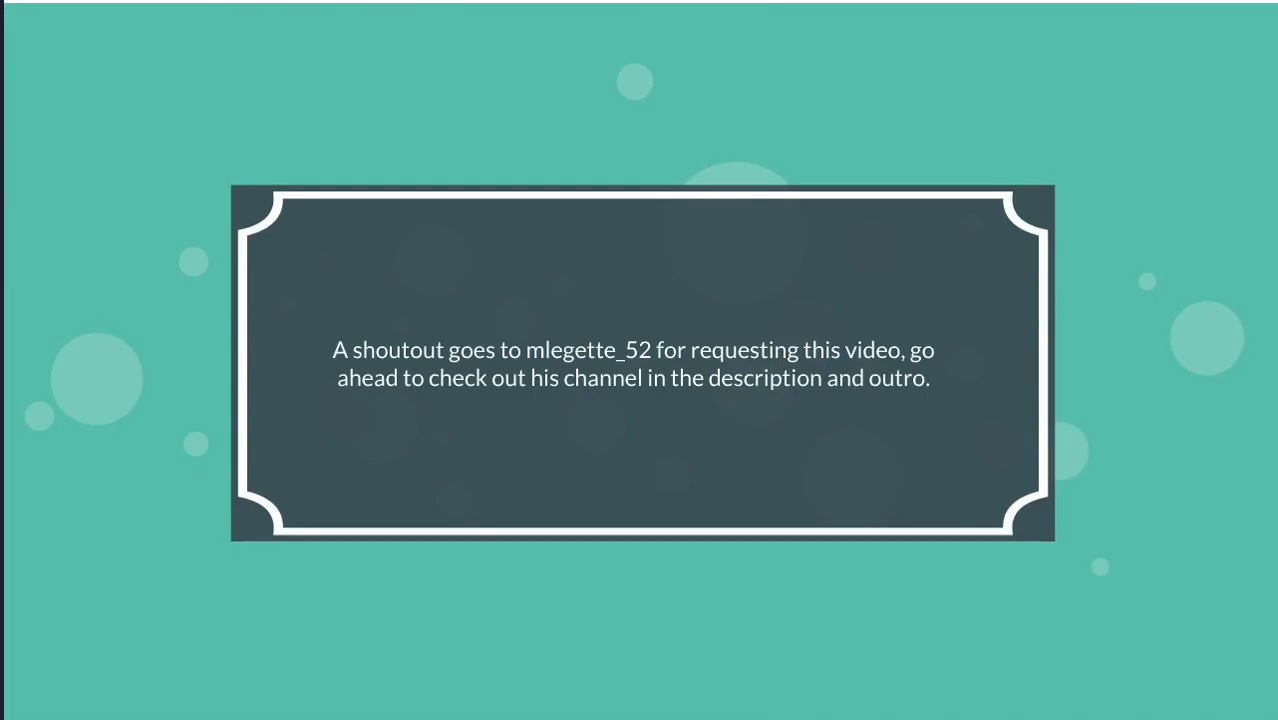 A shoutout goes to mlegette_52 for requesting this video, go
ahead to check out his channel in the description and outro.